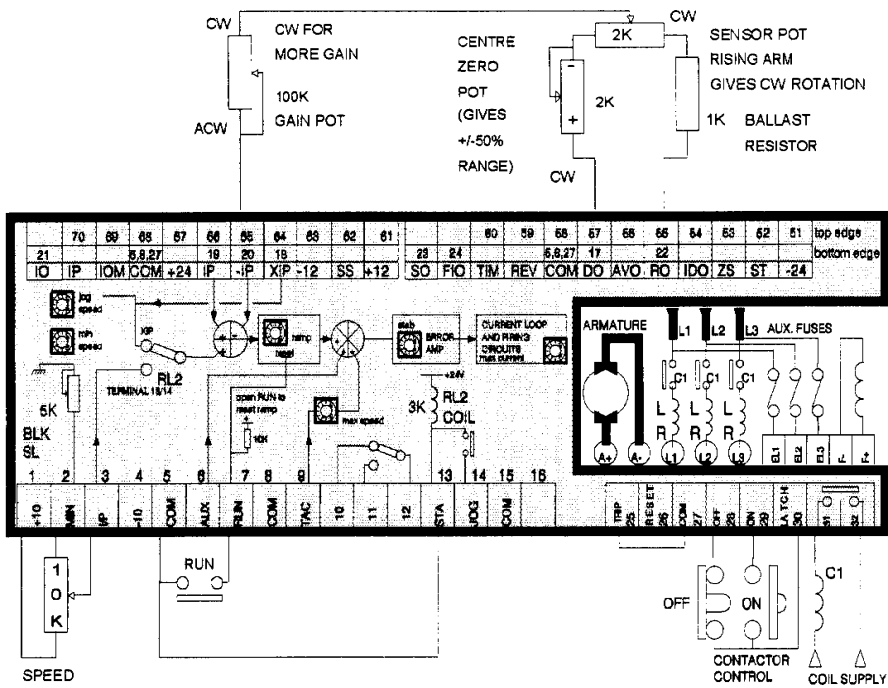 CW
CW FOR
MORE GAIN
100K
GAIN POT
ACW
CENTRE
ZERO
POT
(GIVES
+/-50%
RANGE)
CW
2K
-
+
2K
CW
SENSOR POT
RISING ARM
GIVES CW ROTATION
1K BALLAST
RESISTOR
70 69 68 67 66 65 64 63 62 61
60 59 58 57 56 55 54 53 52 51 top edge
21 5,8,27 19 20 18
23 24 5,8,27 17 22 bottom edge
IO IP IOM COM +24 IP -IP XIP -12 SS +12
SO FIO TIM REV COM DO AVO RO IDO ZS ST -24
jog
speed
min
speed
XIP
RL2
TERMINAL 13/14
5K
BLK
SL
+ -
ramp
reset
open RUN to
reset ramp
+
10K
max speed
stab
ERROR
AMP
CURRENT LOOP
AND FIRING
CIRCUITS
max current
+24V
3K
RL2
COIL
ARMATURE
L1 L2 L3
AUX. FUSES
C1 C1 C1
L L L
R R R
A+ A- L1 L2 L3
EL1 EL2 EL3 F- F+
1 2 3 4 5 6 7 8 9 10 11 12 13 14 15 16
+10 MIN I/P -10 COM AUX RUN COM TAC 10 11 12 STA JOG COM
TRIP 25
RESET 26
COM 27
OFF 28
ON 29
LATCH 30
S1 S2
10K
SPEED
RUN
OFF
ON
C1
CONTACTOR
CONTROL
COIL SUPPLY